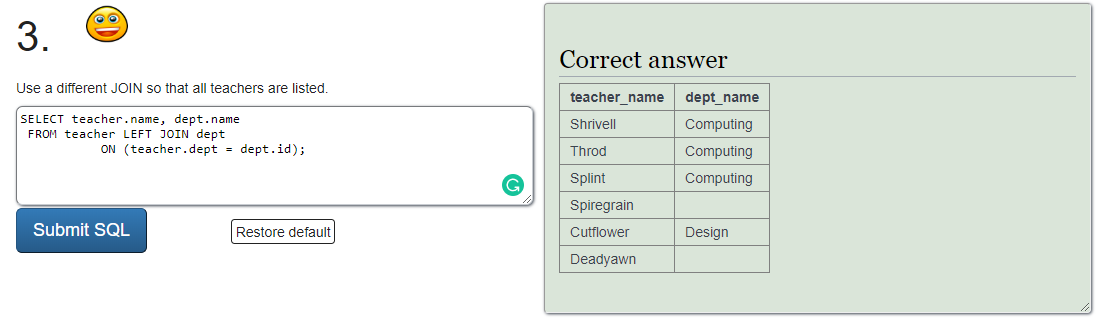 3.
Use a different JOIN so that all teachers are listed.
SELECT teacher.name, dept.name
FROM teacher LEFT JOIN dept
ON (teacher.dept = dept.id);
Submit SQL
Restore default
Correct answer
teacher_name dept_name
Shrivell Computing
Throd Computing
Splint Computing
Spiregrain
Cutflower Design
Deadyawn